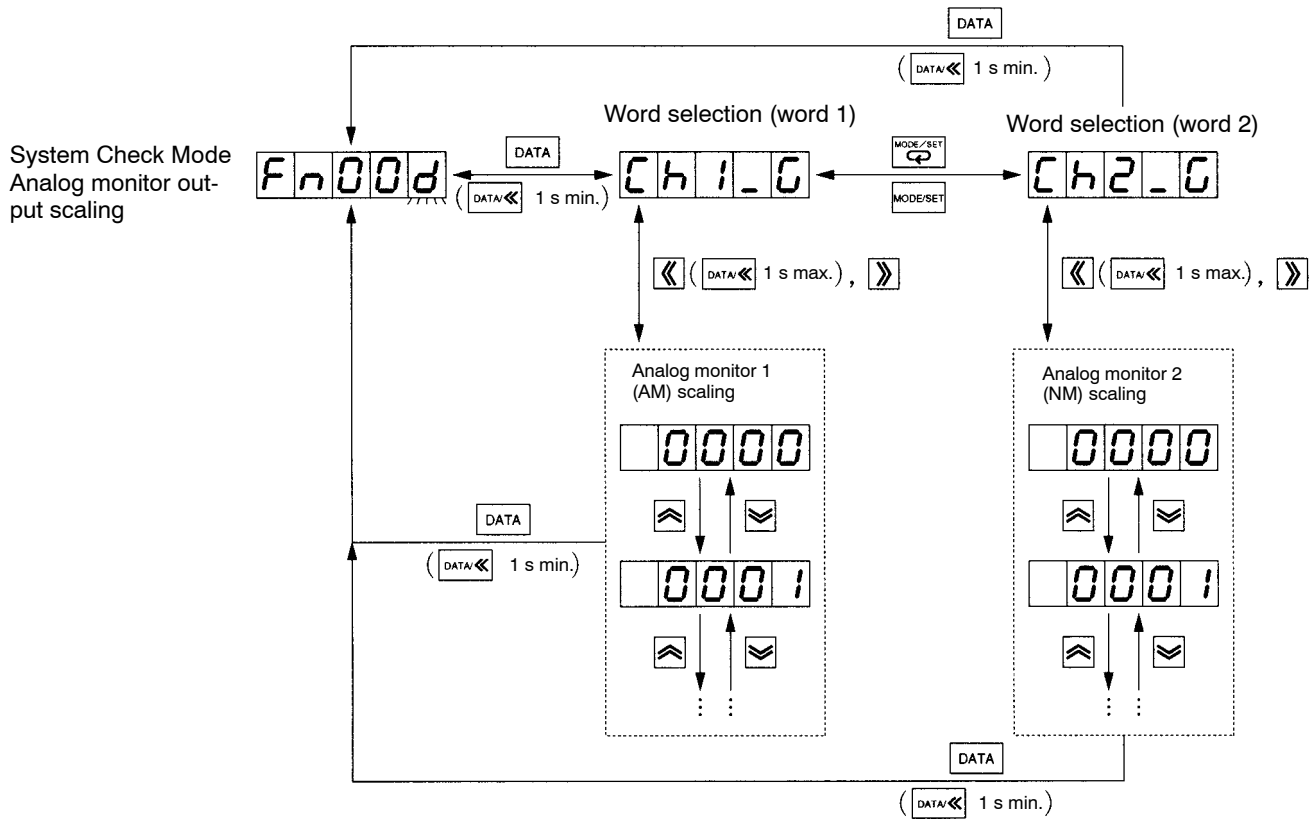 DATA
( DATA/≪ 1 s min. )
Word selection (word 1)
Word selection (word 2)
System Check Mode
Analog monitor out-
put scaling
Fn00d
DATA
( DATA/≪ 1 s min. )
Ch1_G
MODE/SET
MODE/SET
Ch2_G
≪ ( DATA/≪ 1 s max. ) , ≫
≪ ( DATA/≪ 1 s max. ) , ≫
Analog monitor 1
(AM) scaling
0000
0001
Analog monitor 2
(NM) scaling
0000
0001
DATA
( DATA/≪ 1 s min. )
DATA
( DATA/≪ 1 s min. )